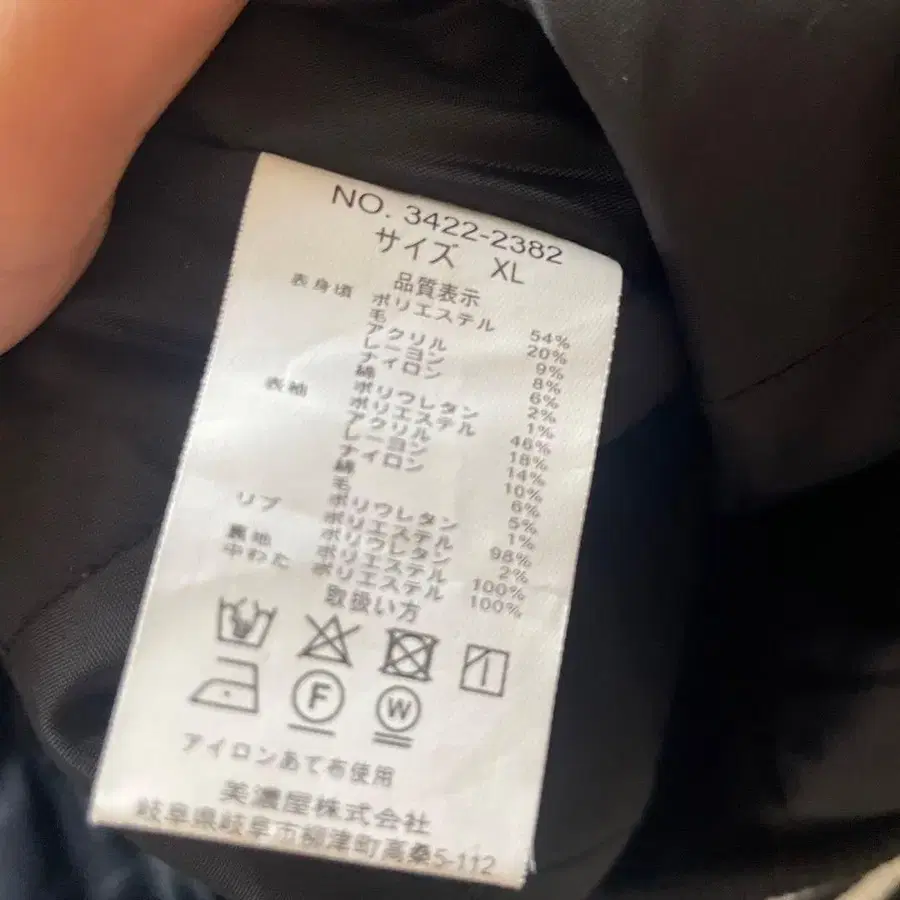 NO. 3422-2382
サイズ XL
品質表示
表身頃 ポリエステル 54%
毛 20%
アクリル 9%
レーヨン 8%
ナイロン 6%
綿 2%
ポリウレタン 1%
表袖 ポリエステル 46%
アクリル 18%
レーヨン 14%
ナイロン 10%
綿 6%
毛 5%
ポリウレタン 1%
リブ ポリエステル 98%
ポリウレタン 2%
裏地 ポリエステル 100%
中わた ポリエステル 100%
取扱い方
F W
アイロンあて布使用
美濃屋株式会社
岐阜県岐阜市柳津町高桑5-112